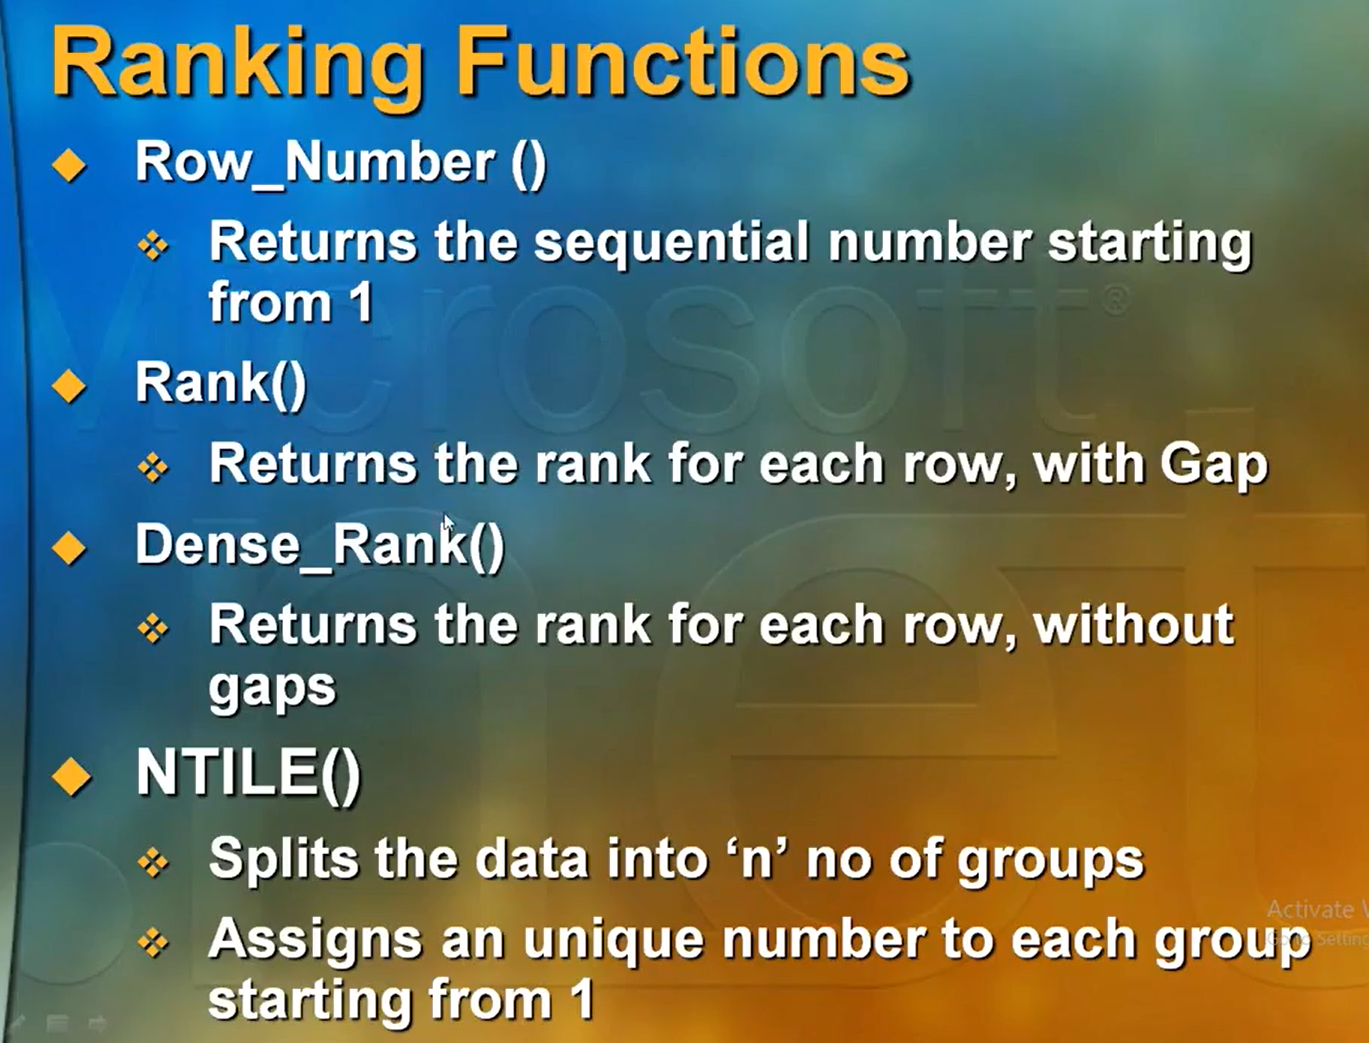 Ranking Functions
Row_Number ()
Returns the sequential number starting
from 1
Rank()
Returns the rank for each row, with Gap
Dense_Rank()
Returns the rank for each row, without
gaps
NTILE()
Splits the data into ‘n’ no of groups
Assigns an unique number to each group
starting from 1
Microsoft®
.net
Activate
Settings